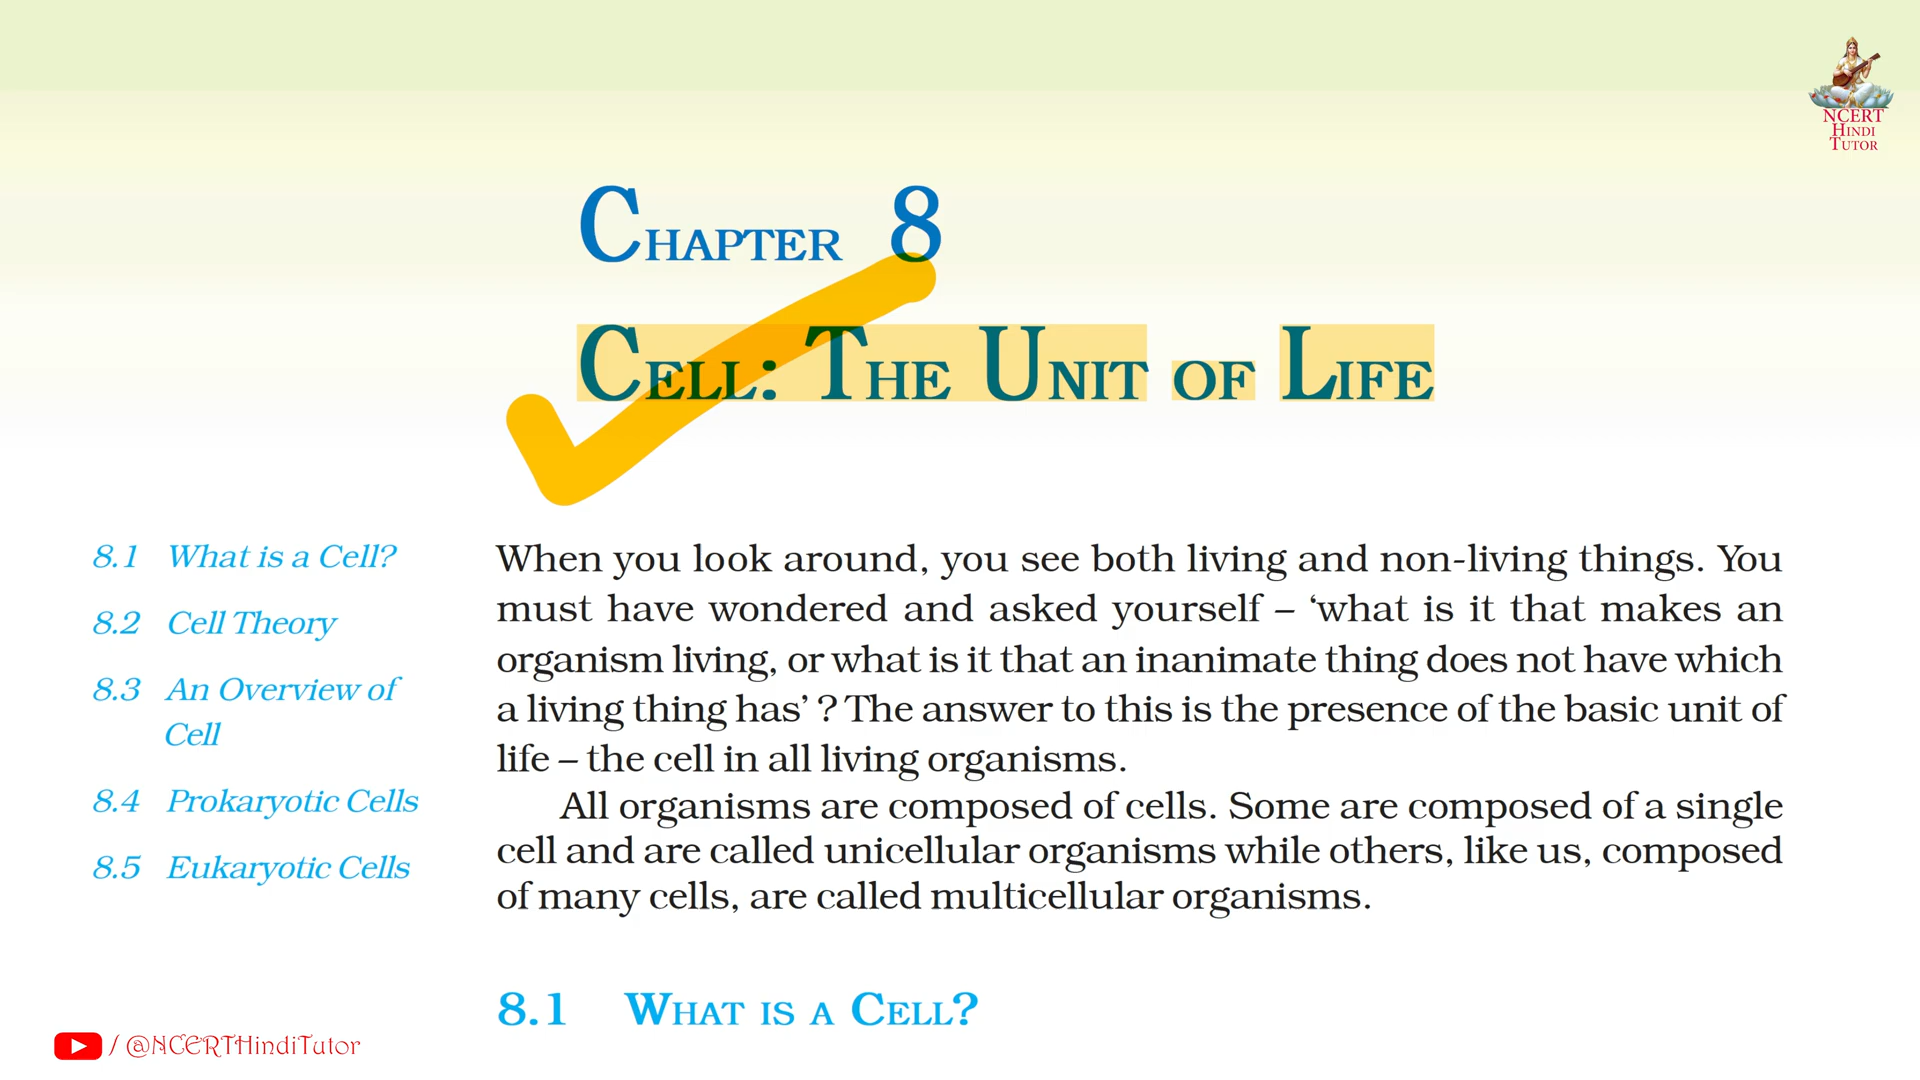 NCERT
HINDI
TUTOR
CHAPTER 8
CELL: THE UNIT OF LIFE
8.1 What is a Cell?
8.2 Cell Theory
8.3 An Overview of
Cell
8.4 Prokaryotic Cells
8.5 Eukaryotic Cells
When you look around, you see both living and non-living things. You
must have wondered and asked yourself – ‘what is it that makes an
organism living, or what is it that an inanimate thing does not have which
a living thing has’ ? The answer to this is the presence of the basic unit of
life – the cell in all living organisms.
All organisms are composed of cells. Some are composed of a single
cell and are called unicellular organisms while others, like us, composed
of many cells, are called multicellular organisms.
8.1 WHAT IS A CELL?
/ @NCERTHindiTutor